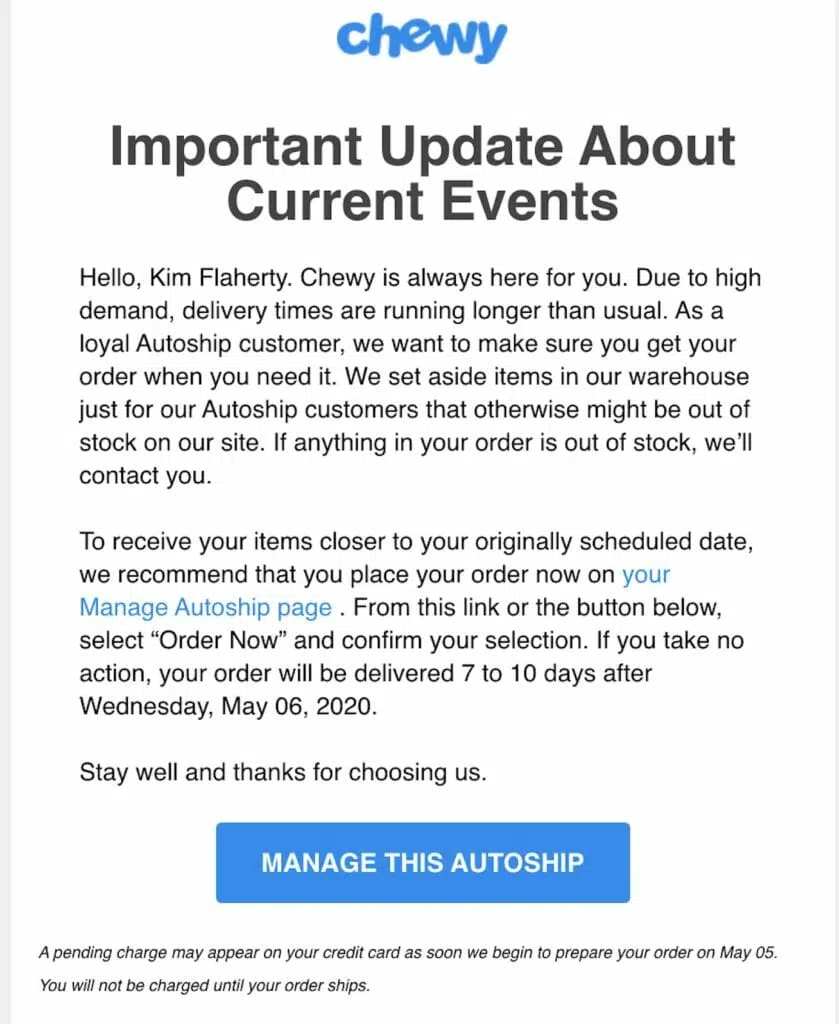 chewy
Important Update About
Current Events
Hello, Kim Flaherty. Chewy is always here for you. Due to high
demand, delivery times are running longer than usual. As a
loyal Autoship customer, we want to make sure you get your
order when you need it. We set aside items in our warehouse
just for our Autoship customers that otherwise might be out of
stock on our site. If anything in your order is out of stock, we’ll
contact you.
To receive your items closer to your originally scheduled date,
we recommend that you place your order now on your
Manage Autoship page . From this link or the button below,
select “Order Now” and confirm your selection. If you take no
action, your order will be delivered 7 to 10 days after
Wednesday, May 06, 2020.
Stay well and thanks for choosing us.
MANAGE THIS AUTOSHIP
A pending charge may appear on your credit card as soon we begin to prepare your order on May 05.
You will not be charged until your order ships.